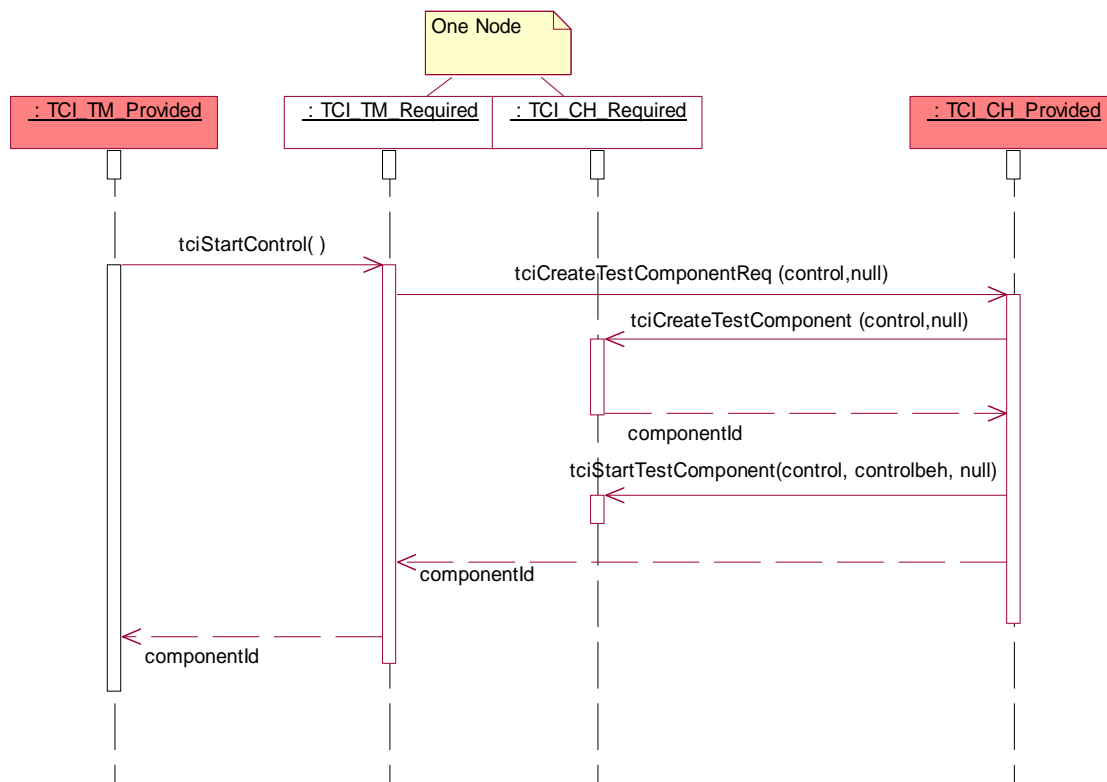 One Node
: TCI_TM_Provided
: TCI_TM_Required
: TCI_CH_Required
: TCI_CH_Provided
tciStartControl( )
tciCreateTestComponentReq (control,null)
tciCreateTestComponent (control,null)
componentId
tciStartTestComponent(control, controlbeh, null)
componentId
componentId